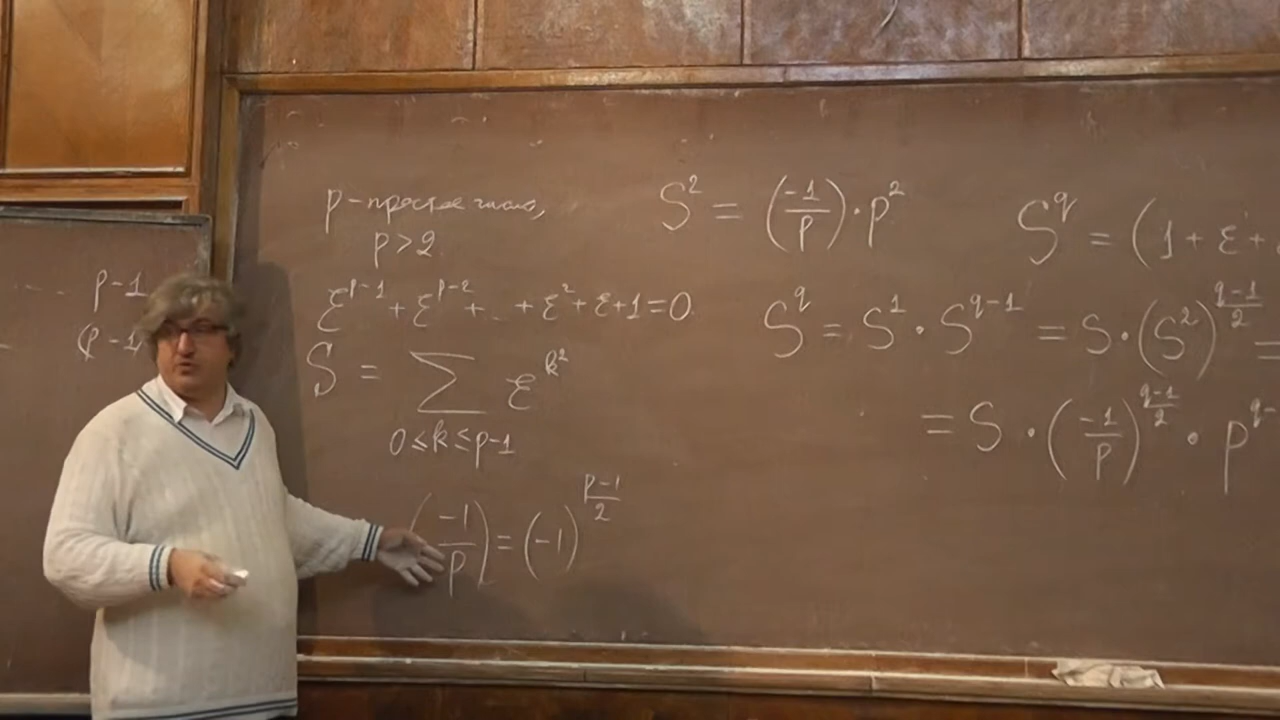 p - простое число,
p > 2
ε^{p-1} + ε^{p-2} + ... + ε^2 + ε + 1 = 0
S = ∑_{0≤k≤p-1} ε^{k^2}
(-1/p) = (-1)^{(p-1)/2}
S^2 = (-1/p) · p^2
S^q = (1 + ε +
S^q = S^1 · S^{q-1} = S · (S^2)^{(q-1)/2} =
= S · (-1/p)^{(q-1)/2} · p^{q-
... p-1